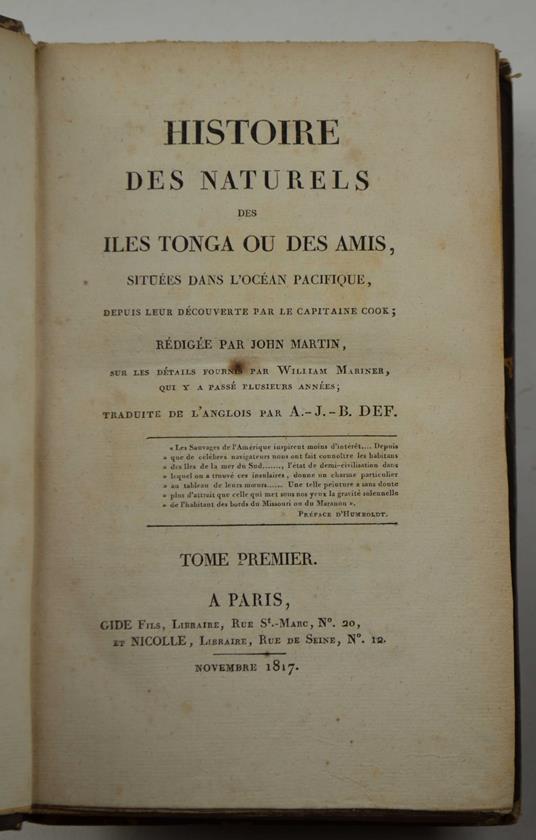 HISTOIRE
DES NATURELS
DES
ILES TONGA OU DES AMIS,
SITUÉES DANS L'OCÉAN PACIFIQUE,
DEPUIS LEUR DÉCOUVERTE PAR LE CAPITAINE COOK;
RÉDIGÉE PAR JOHN MARTIN,
SUR LES DÉTAILS FOURNIS PAR WILLIAM MARINER,
QUI Y A PASSÉ PLUSIEURS ANNÉES;
TRADUITE DE L'ANGLOIS PAR A.-J.-B. DEF.
« Les Sauvages de l'Amérique inspirent moins d'intérêt.... Depuis
» que de célèbres navigateurs nous ont fait connoître les habitans
» des Iles de la mer du Sud,......, l'état de demi-civilisation dans
» lequel on a trouvé ces insulaires, donne un charme particulier
» au tableau de leurs mœurs...... Une telle peinture a sans doute
» plus d'attrait que celle qui met sous nos yeux la gravité solennelle
» de l'habitant des bords du Missouri ou du Maranon ».
PRÉFACE D'HUMBOLDT.
TOME PREMIER.
A PARIS,
GIDE FILS, LIBRAIRE, RUE St.-MARC, N°. 20,
ET NICOLLE, LIBRAIRE, RUE DE SEINE, N°. 12.
NOVEMBRE 1817.